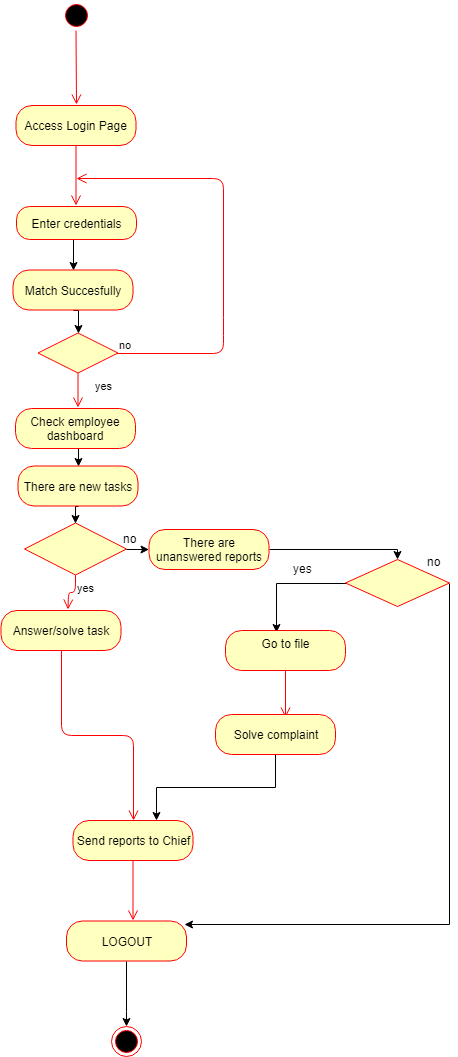 Access Login Page
Enter credentials
Match Succesfully
no
yes
Check employee
dashboard
There are new tasks
no
There are
unanswered reports
no
yes
yes
Answer/solve task
Go to file
Solve complaint
Send reports to Chief
LOGOUT